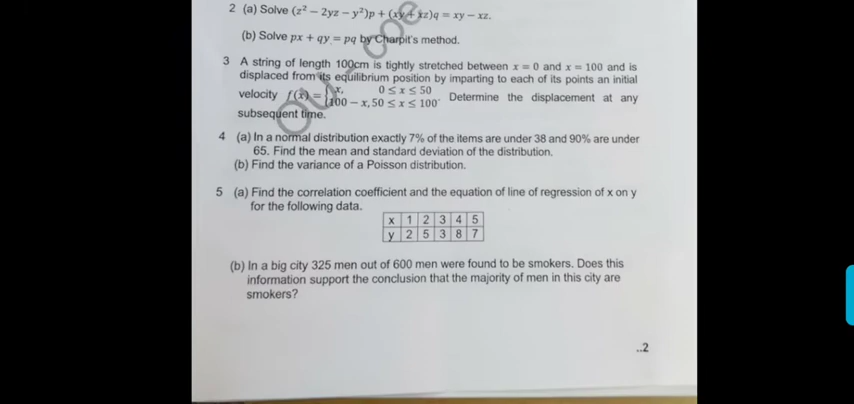 2 (a) Solve (z² − 2yz − y²)p + (xy + xz)q = xy − xz.
(b) Solve px + qy = pq by Charpit's method.
3 A string of length 100cm is tightly stretched between x = 0 and x = 100 and is
displaced from its equilibrium position by imparting to each of its points an initial
velocity f(x) = { x, 0 ≤ x ≤ 50
100 − x, 50 ≤ x ≤ 100 . Determine the displacement at any
subsequent time.
4 (a) In a normal distribution exactly 7% of the items are under 38 and 90% are under
65. Find the mean and standard deviation of the distribution.
(b) Find the variance of a Poisson distribution.
5 (a) Find the correlation coefficient and the equation of line of regression of x on y
for the following data.
x 1 2 3 4 5
y 2 5 3 8 7
(b) In a big city 325 men out of 600 men were found to be smokers. Does this
information support the conclusion that the majority of men in this city are
smokers?
..2
ou - coe